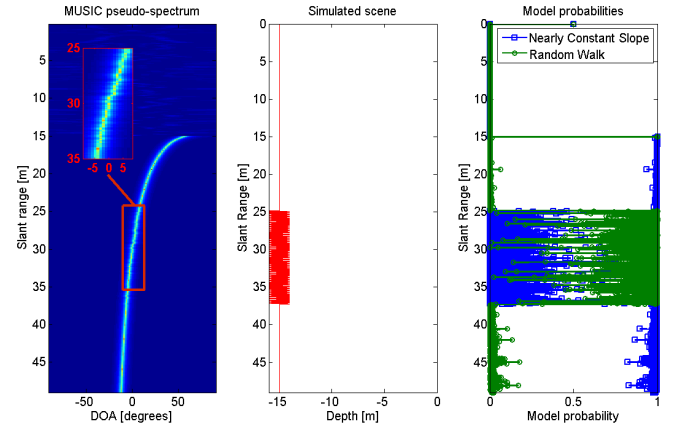 MUSIC pseudo-spectrum
5
10
15
20
25
30
35
40
45
Slant range [m]
25
30
35
-5 0 5
-50 0 50
DOA [degrees]
Simulated scene
0
5
10
15
20
25
30
35
40
45
Slant Range [m]
-15 -10 -5 0
Depth [m]
Model probabilities
Nearly Constant Slope
Random Walk
0
5
10
15
20
25
30
35
40
45
Slant Range [m]
0 0.5 1
Model probability